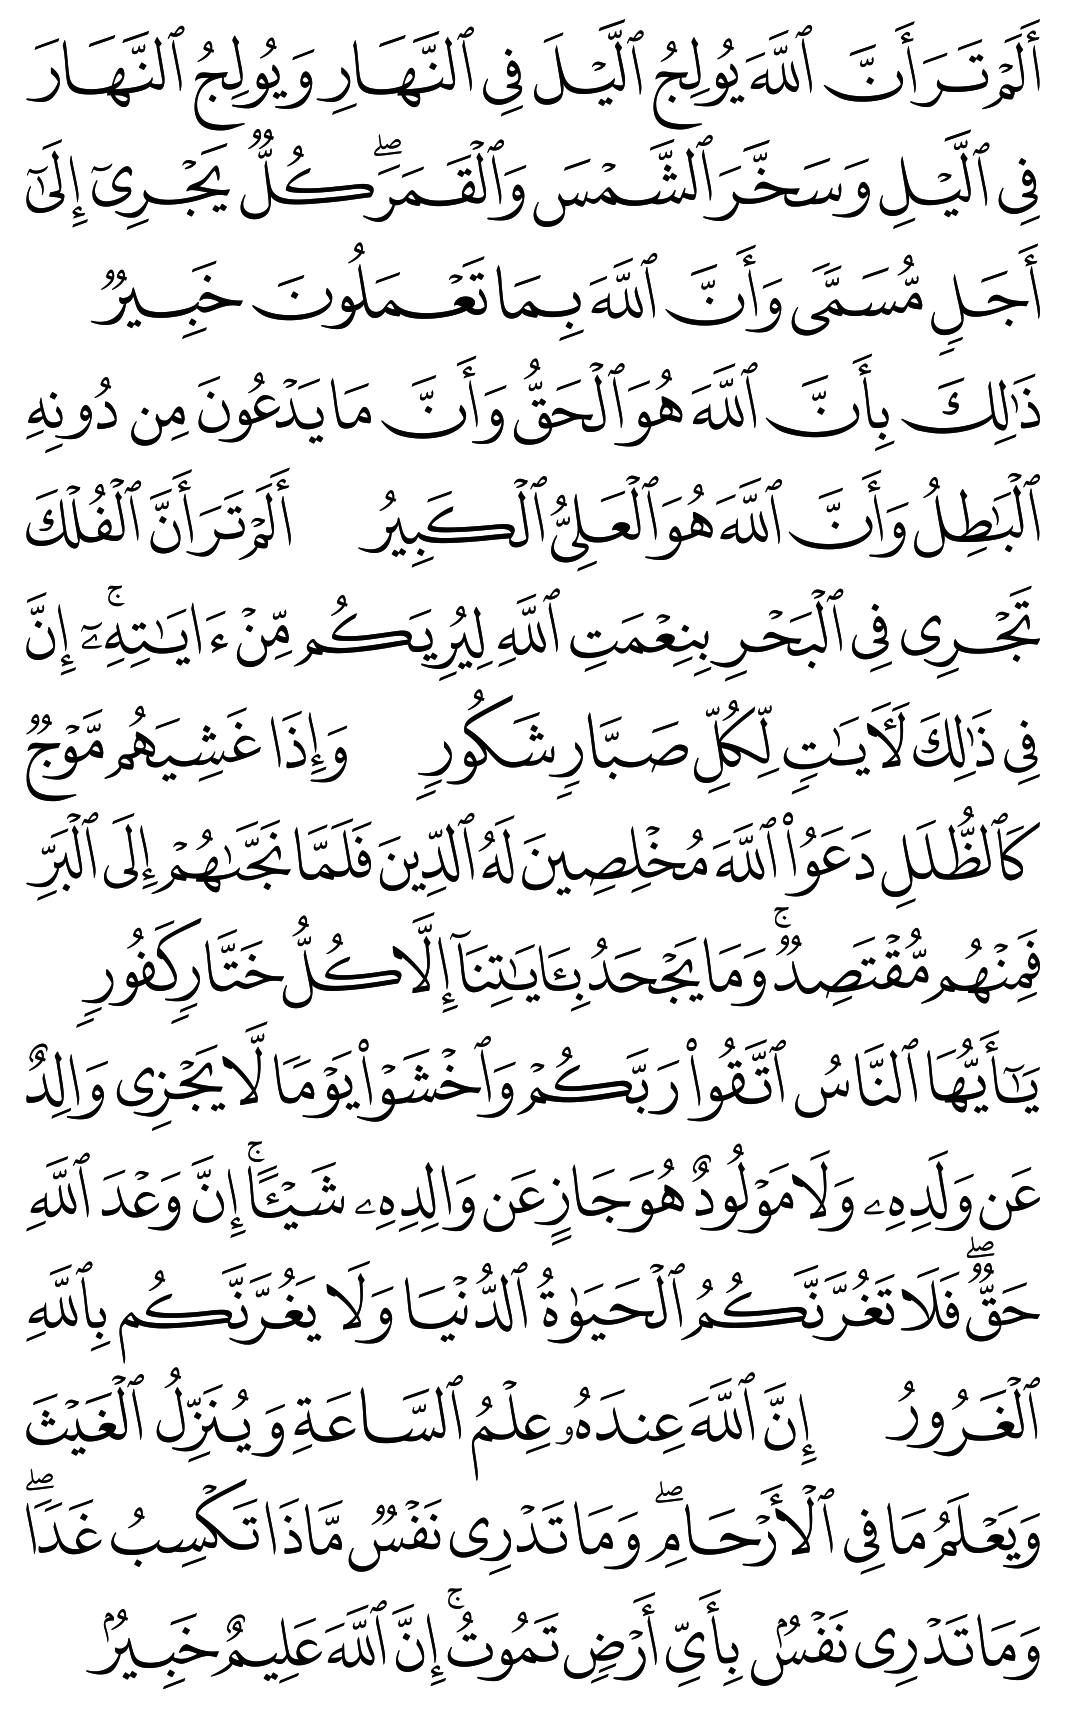 أَلَمۡ تَرَ أَنَّ ٱللَّهَ يُولِجُ ٱلَّيۡلَ فِي ٱلنَّهَارِ وَيُولِجُ ٱلنَّهَارَ
فِي ٱلَّيۡلِ وَسَخَّرَ ٱلشَّمۡسَ وَٱلۡقَمَرَۖ كُلّٞ يَجۡرِيٓ إِلَىٰٓ
أَجَلٖ مُّسَمّٗى وَأَنَّ ٱللَّهَ بِمَا تَعۡمَلُونَ خَبِيرٞ
ذَٰلِكَ بِأَنَّ ٱللَّهَ هُوَ ٱلۡحَقُّ وَأَنَّ مَا يَدۡعُونَ مِن دُونِهِ
ٱلۡبَٰطِلُ وَأَنَّ ٱللَّهَ هُوَ ٱلۡعَلِيُّ ٱلۡكَبِيرُ أَلَمۡ تَرَ أَنَّ ٱلۡفُلۡكَ
تَجۡرِي فِي ٱلۡبَحۡرِ بِنِعۡمَتِ ٱللَّهِ لِيُرِيَكُم مِّنۡ ءَايَٰتِهِۦٓۚ إِنَّ
فِي ذَٰلِكَ لَأٓيَٰتٖ لِّكُلِّ صَبَّارٖ شَكُورٖ وَإِذَا غَشِيَهُم مَّوۡجٞ
كَٱلظُّلَلِ دَعَوُاْ ٱللَّهَ مُخۡلِصِينَ لَهُ ٱلدِّينَ فَلَمَّا نَجَّىٰهُمۡ إِلَى ٱلۡبَرِّ
فَمِنۡهُم مُّقۡتَصِدٞۚ وَمَا يَجۡحَدُ بِـَٔايَٰتِنَآ إِلَّا كُلُّ خَتَّارٖ كَفُورٖ
يَٰٓأَيُّهَا ٱلنَّاسُ ٱتَّقُواْ رَبَّكُمۡ وَٱخۡشَوۡاْ يَوۡمٗا لَّا يَجۡزِي وَالِدٌ
عَن وَلَدِهِۦ وَلَا مَوۡلُودٌ هُوَ جَازٍ عَن وَالِدِهِۦ شَيۡـًٔاۚ إِنَّ وَعۡدَ ٱللَّهِ
حَقّٞۖ فَلَا تَغُرَّنَّكُمُ ٱلۡحَيَوٰةُ ٱلدُّنۡيَا وَلَا يَغُرَّنَّكُم بِٱللَّهِ
ٱلۡغَرُورُ إِنَّ ٱللَّهَ عِندَهُۥ عِلۡمُ ٱلسَّاعَةِ وَيُنَزِّلُ ٱلۡغَيۡثَ
وَيَعۡلَمُ مَا فِي ٱلۡأَرۡحَامِۖ وَمَا تَدۡرِي نَفۡسٞ مَّاذَا تَكۡسِبُ غَدٗاۖ
وَمَا تَدۡرِي نَفۡسُۢ بِأَيِّ أَرۡضٖ تَمُوتُۚ إِنَّ ٱللَّهَ عَلِيمٌ خَبِيرُۢ